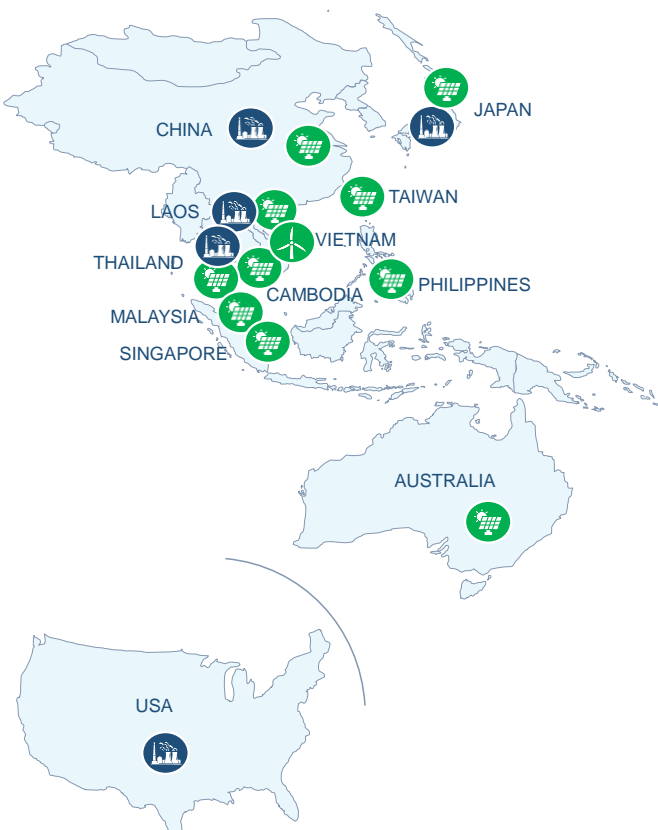 JAPAN
CHINA
TAIWAN
LAOS
VIETNAM
THAILAND
PHILIPPINES
CAMBODIA
MALAYSIA
SINGAPORE
AUSTRALIA
USA